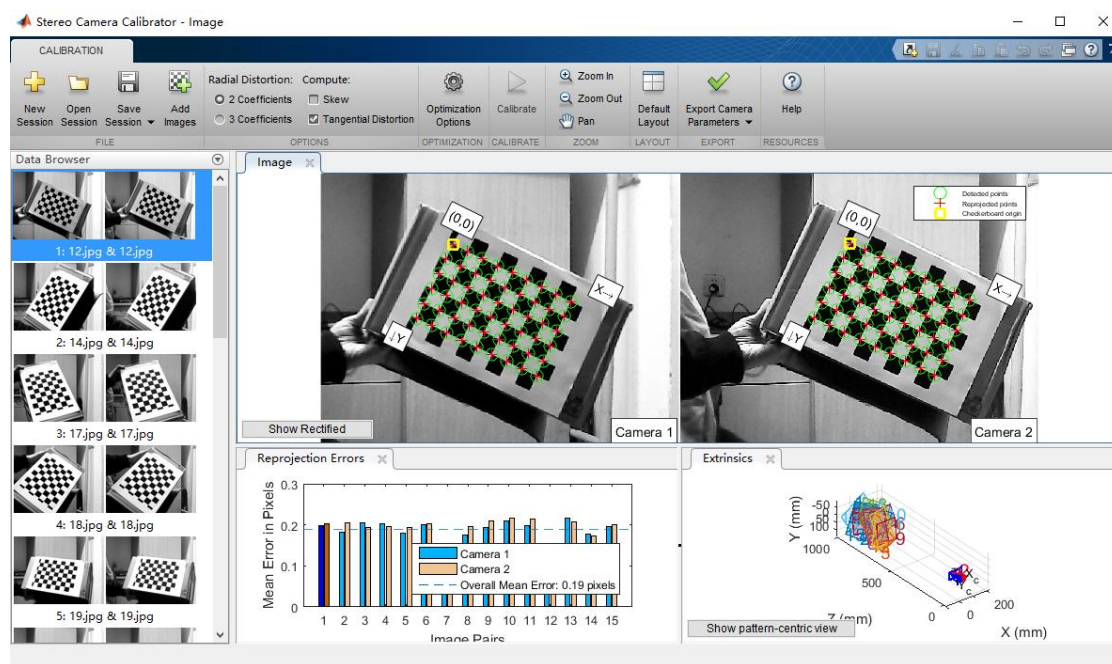 Stereo Camera Calibrator - Image
CALIBRATION
New Session
Open Session
Save Session
Add Images
FILE
Radial Distortion:
2 Coefficients
3 Coefficients
Compute:
Skew
Tangential Distortion
OPTIONS
Optimization Options
OPTIMIZATION
Calibrate
CALIBRATE
Zoom In
Zoom Out
Pan
ZOOM
Default Layout
LAYOUT
Export Camera Parameters
EXPORT
Help
RESOURCES
Data Browser
1: 12.jpg & 12.jpg
2: 14.jpg & 14.jpg
3: 17.jpg & 17.jpg
4: 18.jpg & 18.jpg
5: 19.jpg & 19.jpg
Image
(0,0)
X→
↓Y
Show Rectified
Camera 1
(0,0)
X→
↓Y
Detected points
Reprojected points
Checkerboard origin
Camera 2
Reprojection Errors
Mean Error in Pixels
0.3
0.2
0.1
0
Camera 1
Camera 2
Overall Mean Error: 0.19 pixels
1 2 3 4 5 6 7 8 9 10 11 12 13 14 15
Image Pairs
Extrinsics
Y (mm)
-50
0
50
100
1000
500
0
Z (mm)
0
200
X (mm)
Show pattern-centric view